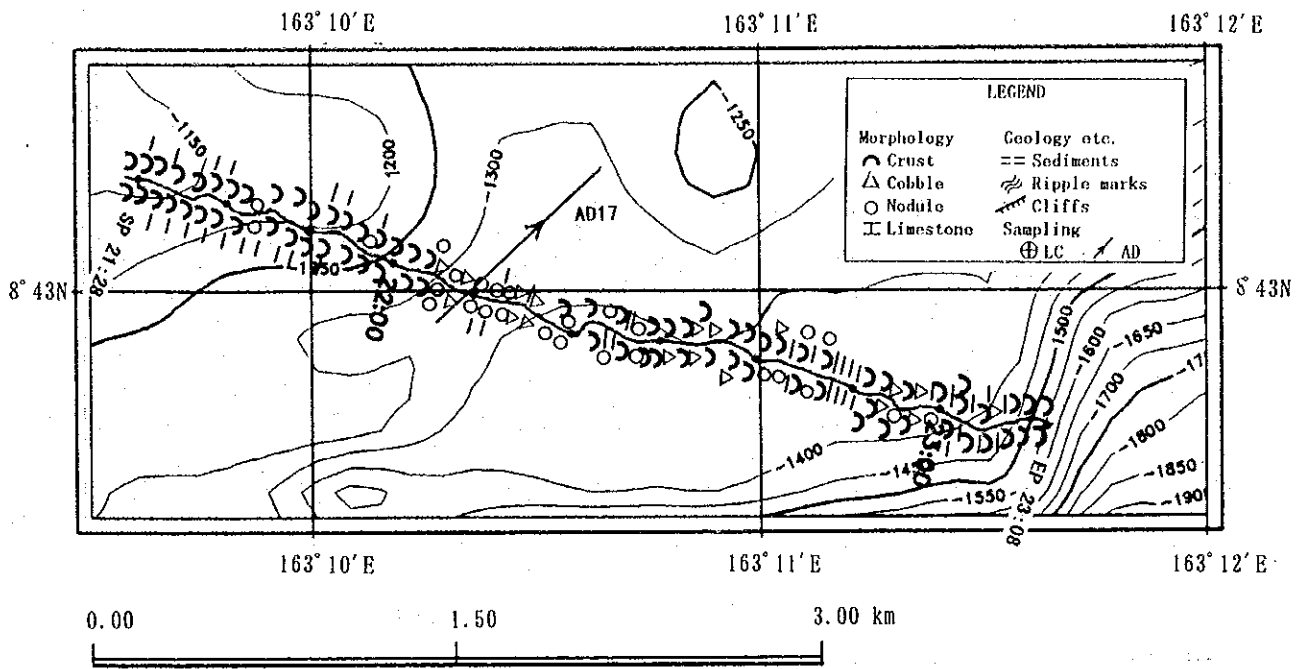 163°10'E 163°11'E 163°12'E
LEGEND
Morphology Geology etc.
Crust Sediments
Cobble Ripple marks
Nodule Cliffs
Limestone Sampling
LC AD
-1150
1200
-1300
-1250
AD17
SP 21:28
22:00
8°43N 8°43N
-1500
-1600
-1650
-1700
-1800
-1850
-1400
-1550
23:00
EP 23:08
163°10'E 163°11'E 163°12'E
0.00 1.50 3.00 km